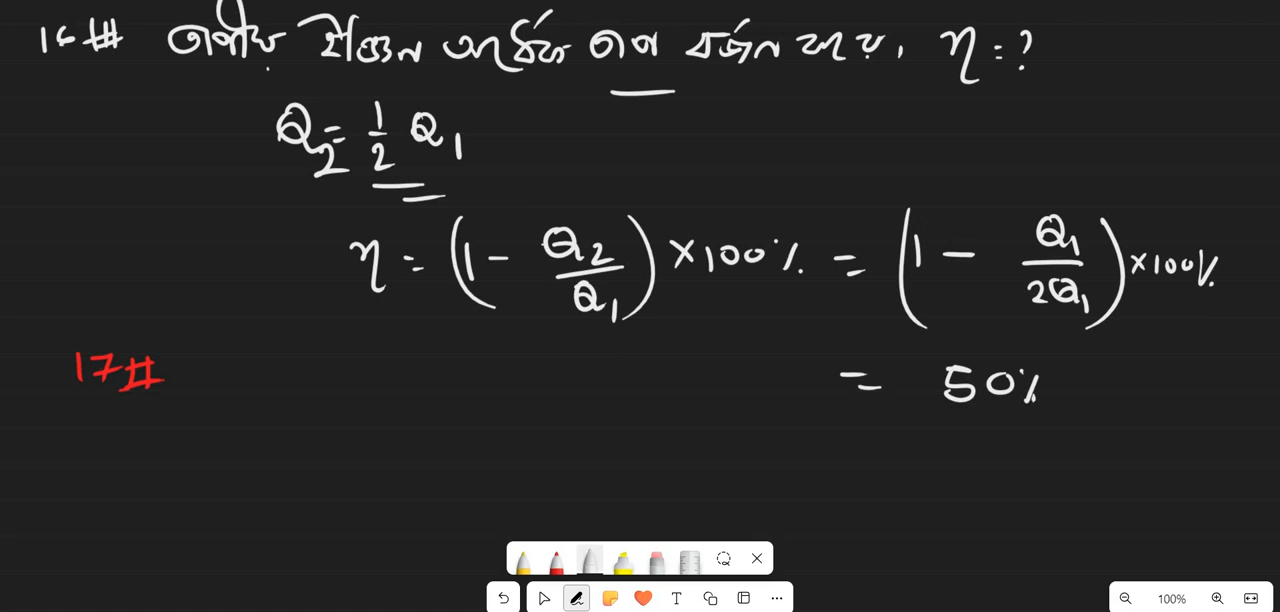 16# তাপীয় ইঞ্জিন অর্ধেক তাপ বর্জন করে, η = ?
Q₂ = 1/2 Q₁
η = (1 - Q₂/Q₁) × 100% = (1 - Q₁/2Q₁) × 100%
= 50%
17#
T
100%